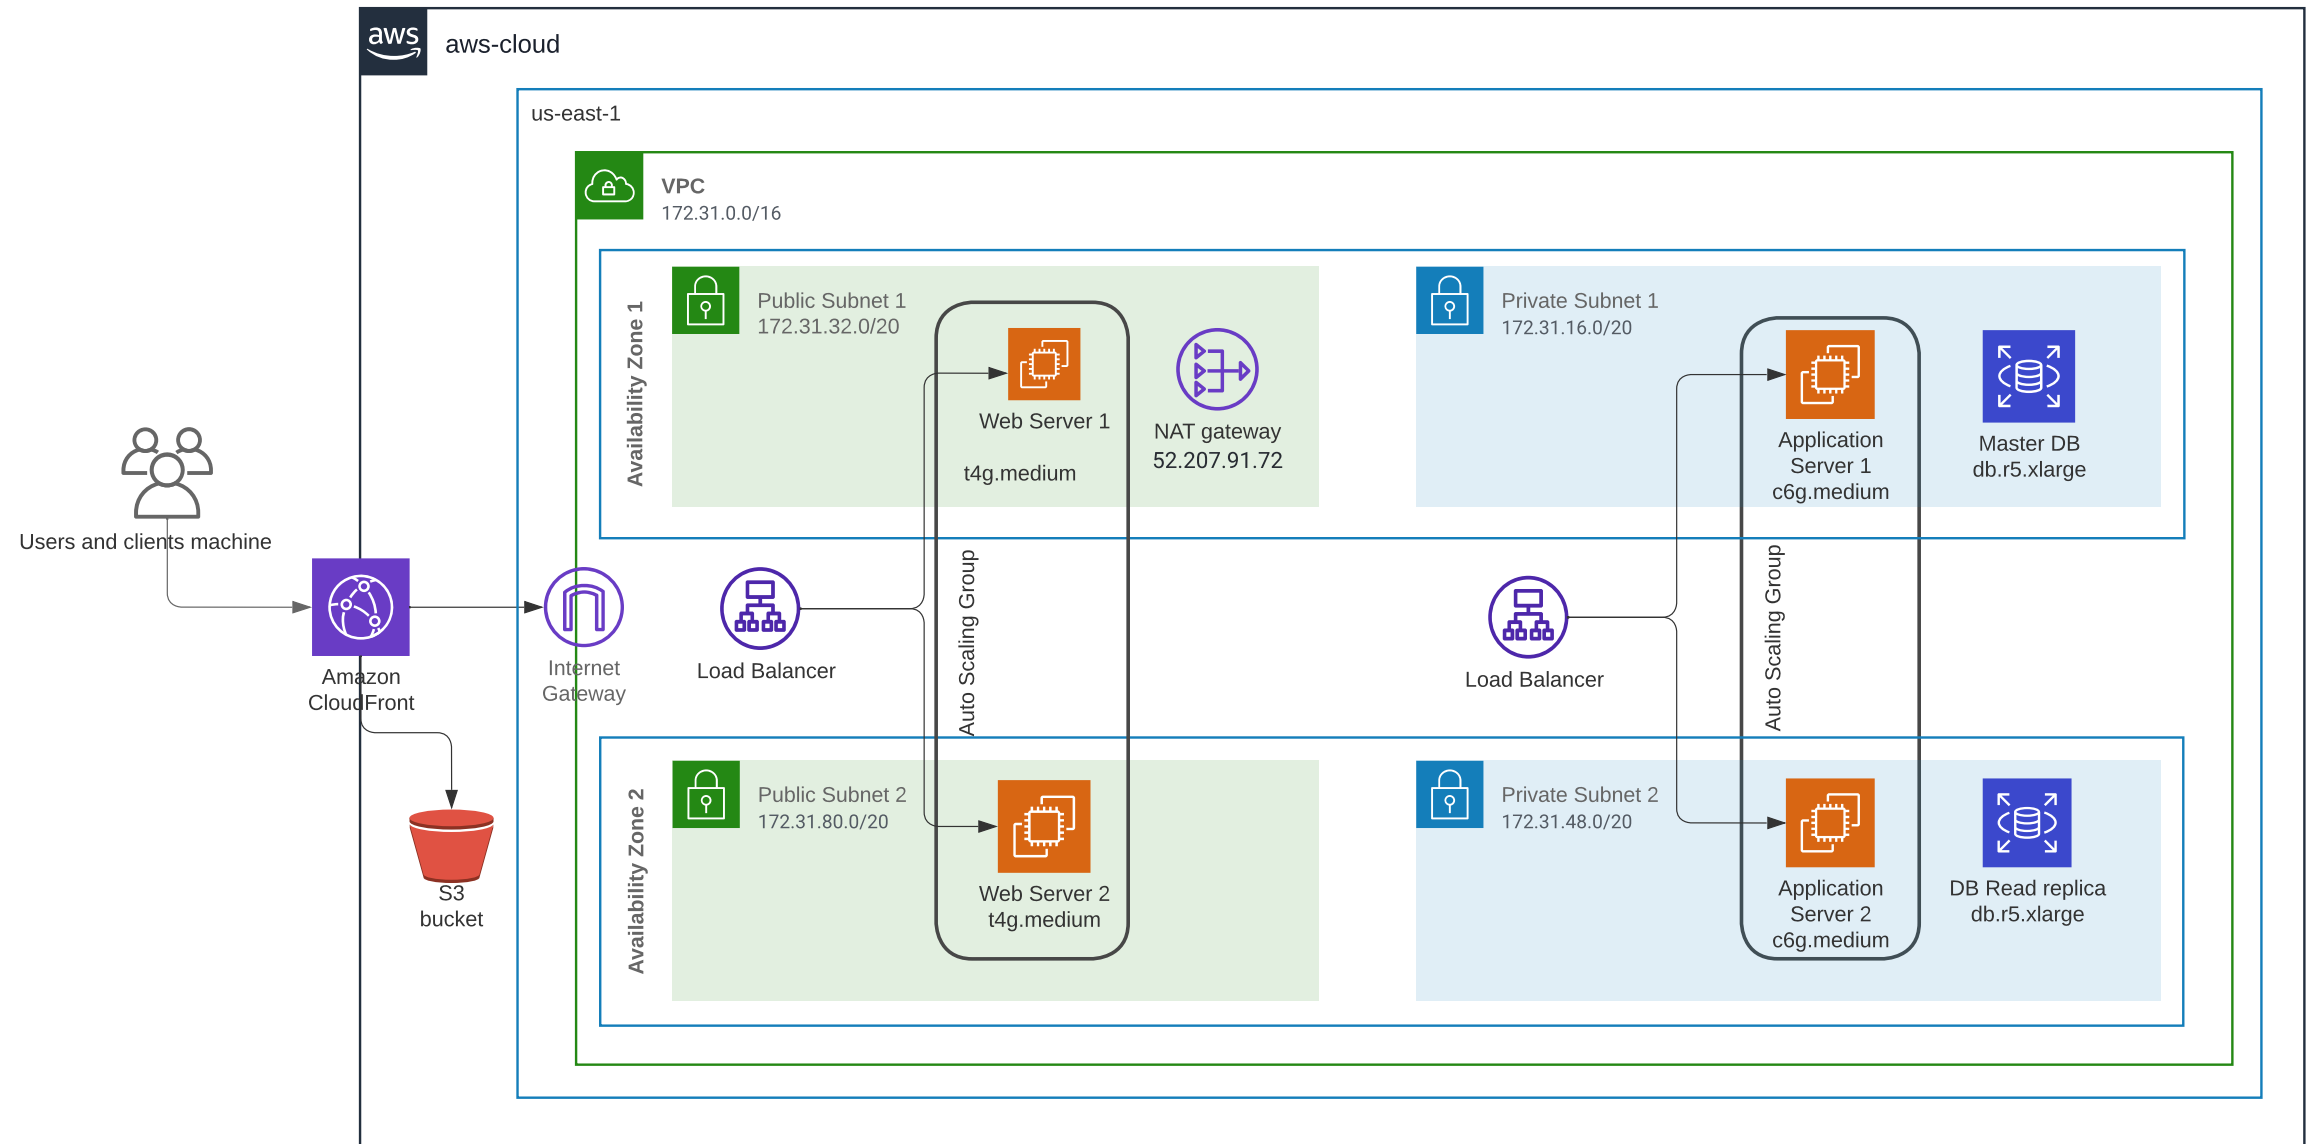 aws
aws-cloud
us-east-1
VPC
172.31.0.0/16
Availability Zone 1
Public Subnet 1
172.31.32.0/20
Web Server 1
t4g.medium
NAT gateway
52.207.91.72
Private Subnet 1
172.31.16.0/20
Application
Server 1
c6g.medium
Master DB
db.r5.xlarge
Users and clients machine
Amazon
CloudFront
Internet
Gateway
Load Balancer
Auto Scaling Group
Load Balancer
Auto Scaling Group
S3
bucket
Availability Zone 2
Public Subnet 2
172.31.80.0/20
Web Server 2
t4g.medium
Private Subnet 2
172.31.48.0/20
Application
Server 2
c6g.medium
DB Read replica
db.r5.xlarge